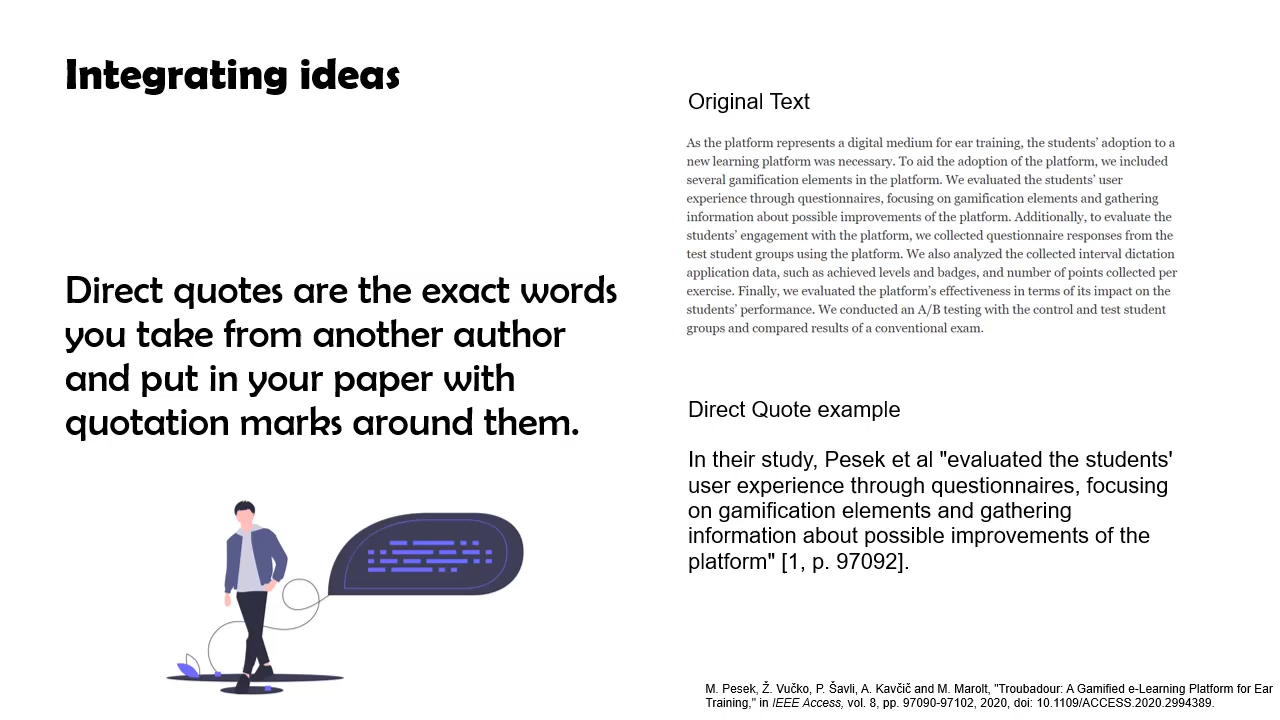 Integrating ideas
Direct quotes are the exact words
you take from another author
and put in your paper with
quotation marks around them.
Original Text
As the platform represents a digital medium for ear training, the students’ adoption to a
new learning platform was necessary. To aid the adoption of the platform, we included
several gamification elements in the platform. We evaluated the students’ user
experience through questionnaires, focusing on gamification elements and gathering
information about possible improvements of the platform. Additionally, to evaluate the
students’ engagement with the platform, we collected questionnaire responses from the
test student groups using the platform. We also analyzed the collected interval dictation
application data, such as achieved levels and badges, and number of points collected per
exercise. Finally, we evaluated the platform’s effectiveness in terms of its impact on the
students’ performance. We conducted an A/B testing with the control and test student
groups and compared results of a conventional exam.
Direct Quote example
In their study, Pesek et al "evaluated the students'
user experience through questionnaires, focusing
on gamification elements and gathering
information about possible improvements of the
platform" [1, p. 97092].
M. Pesek, Ž. Vučko, P. Šavli, A. Kavčič and M. Marolt, "Troubadour: A Gamified e-Learning Platform for Ear
Training," in IEEE Access, vol. 8, pp. 97090-97102, 2020, doi: 10.1109/ACCESS.2020.2994389.